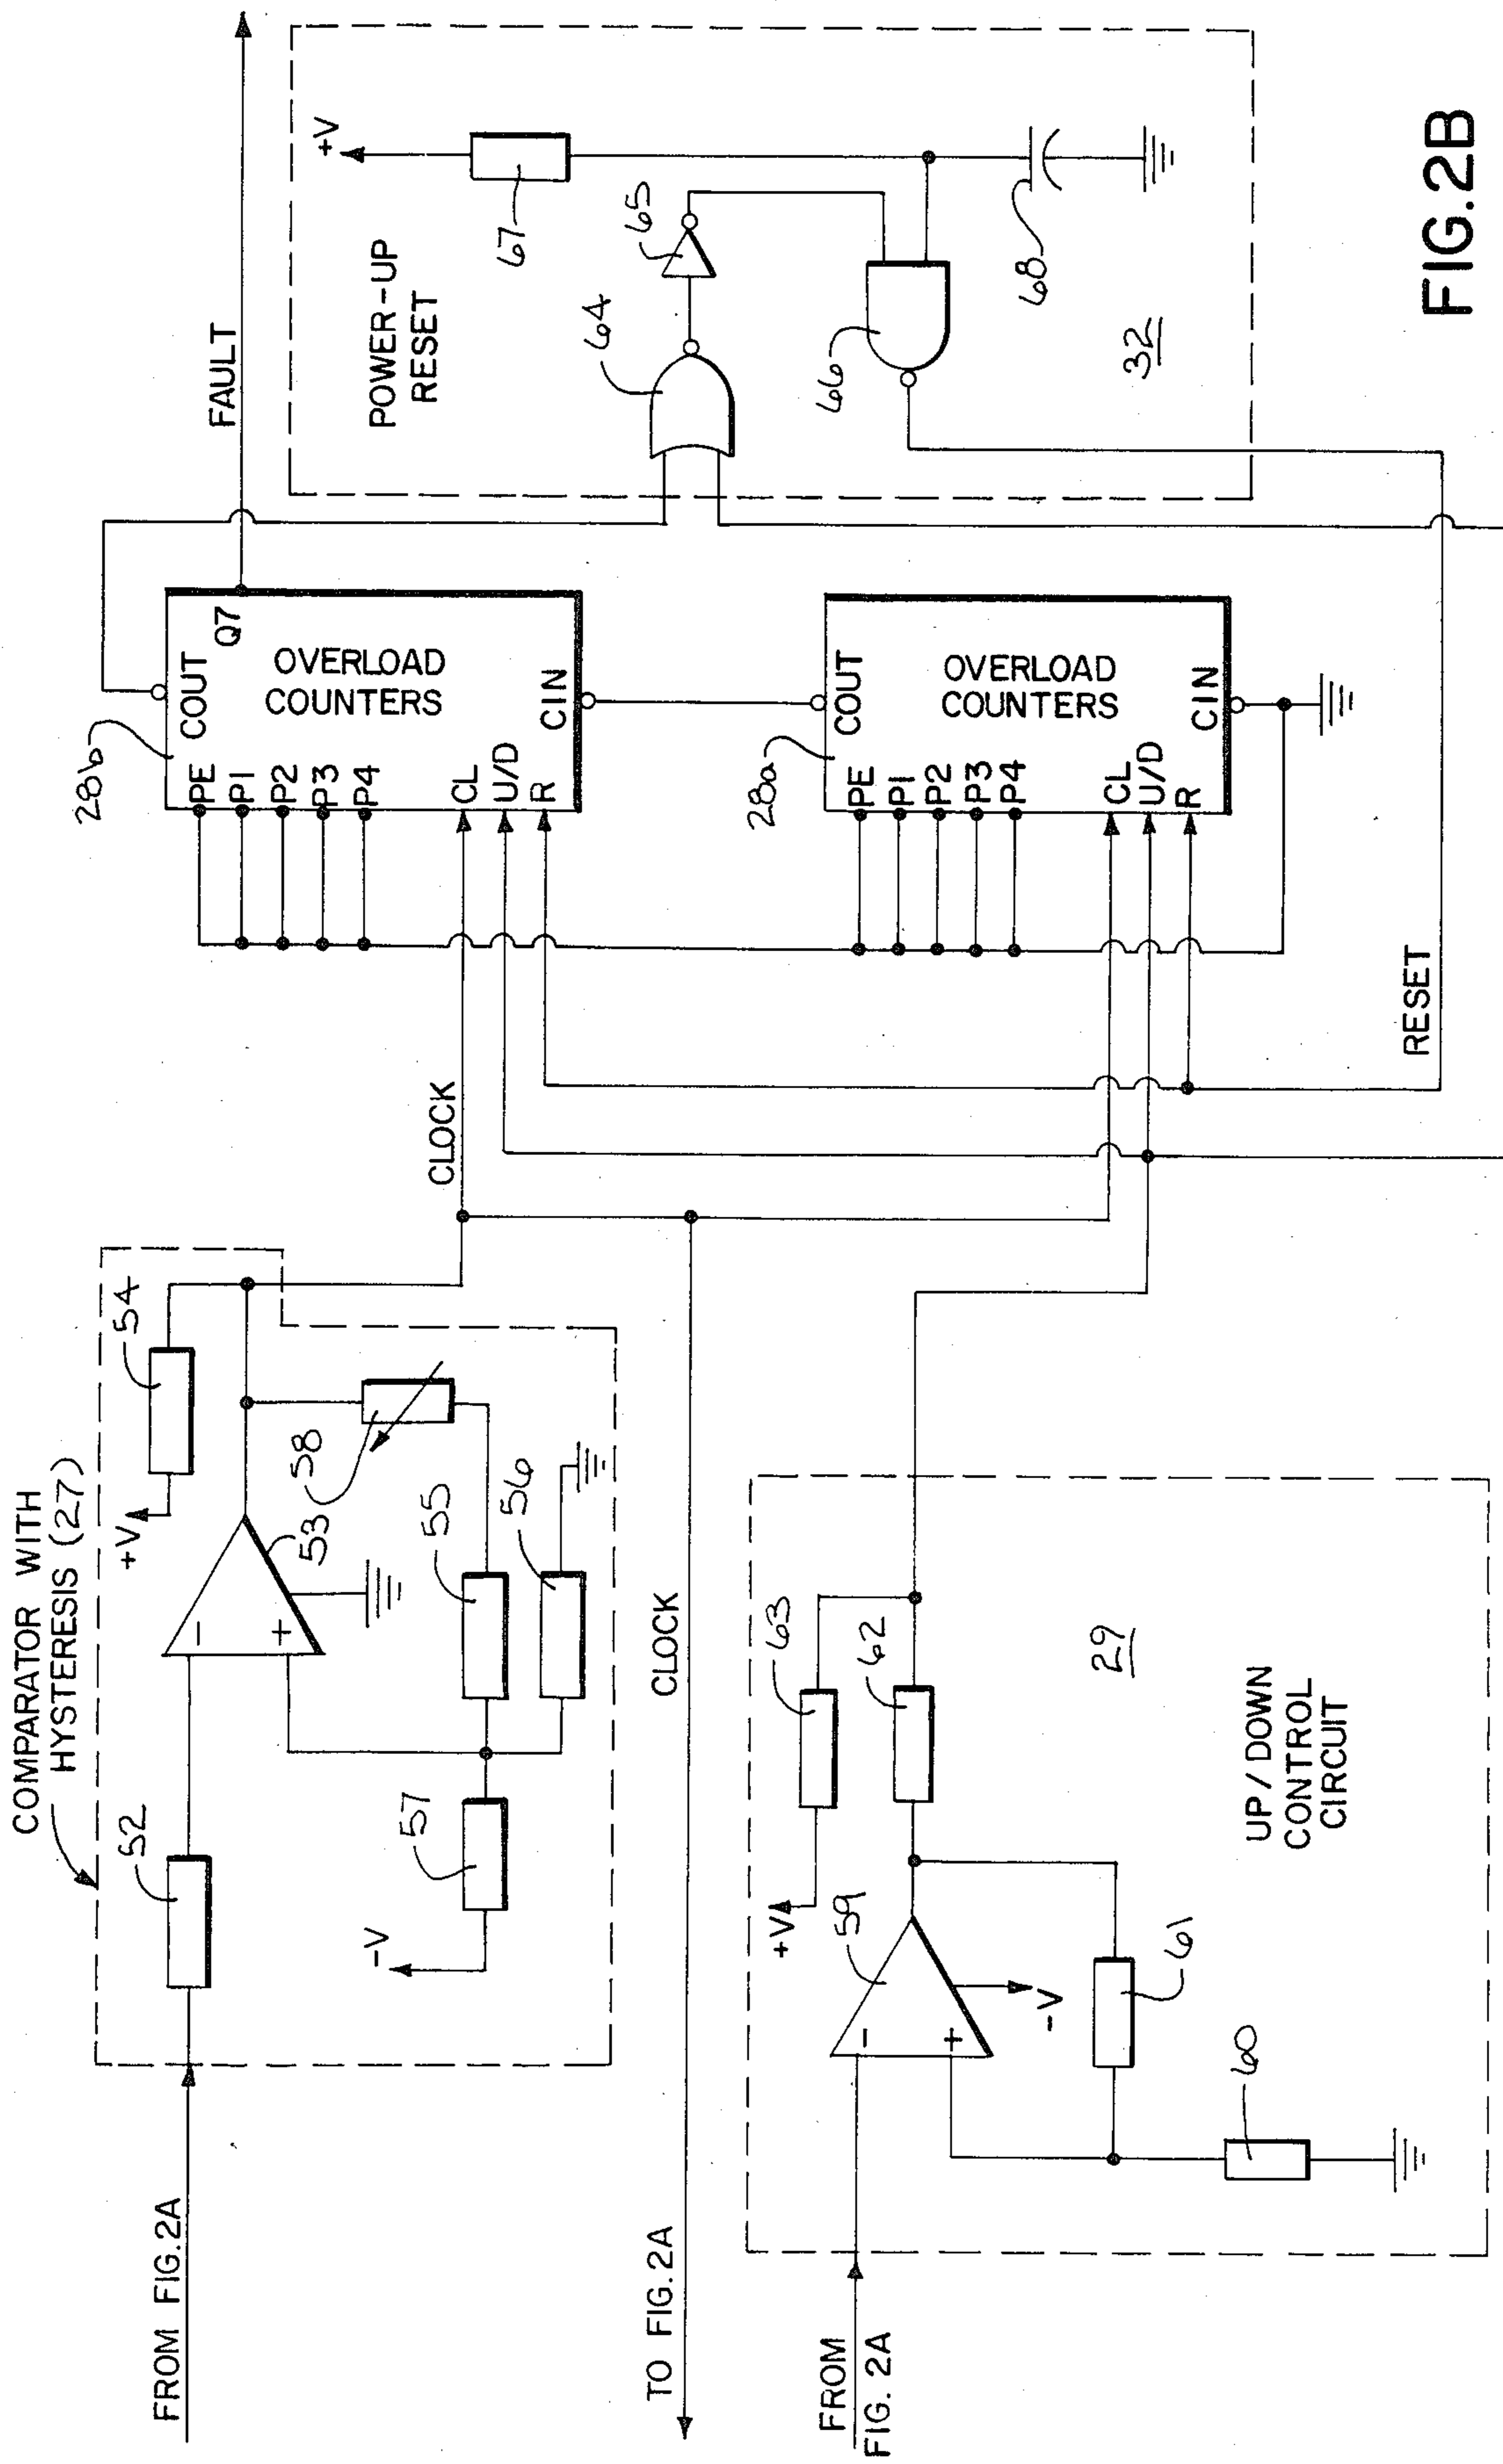 COMPARATOR WITH
HYSTERESIS (27)
FROM FIG.2A
52
+V
54
-
+
53
58
55
56
57
-V
CLOCK
CLOCK
TO FIG. 2A
FROM
FIG. 2A
+V
63
62
59
-
+
-V
61
60
29
UP/DOWN
CONTROL
CIRCUIT
28b
COUT
Q7
PE
P1
P2
P3
P4
OVERLOAD
COUNTERS
CL
U/D
R
CIN
28a
COUT
PE
P1
P2
P3
P4
OVERLOAD
COUNTERS
CL
U/D
R
CIN
RESET
FAULT
POWER-UP
RESET
+V
67
64
65
66
68
32
FIG.2B